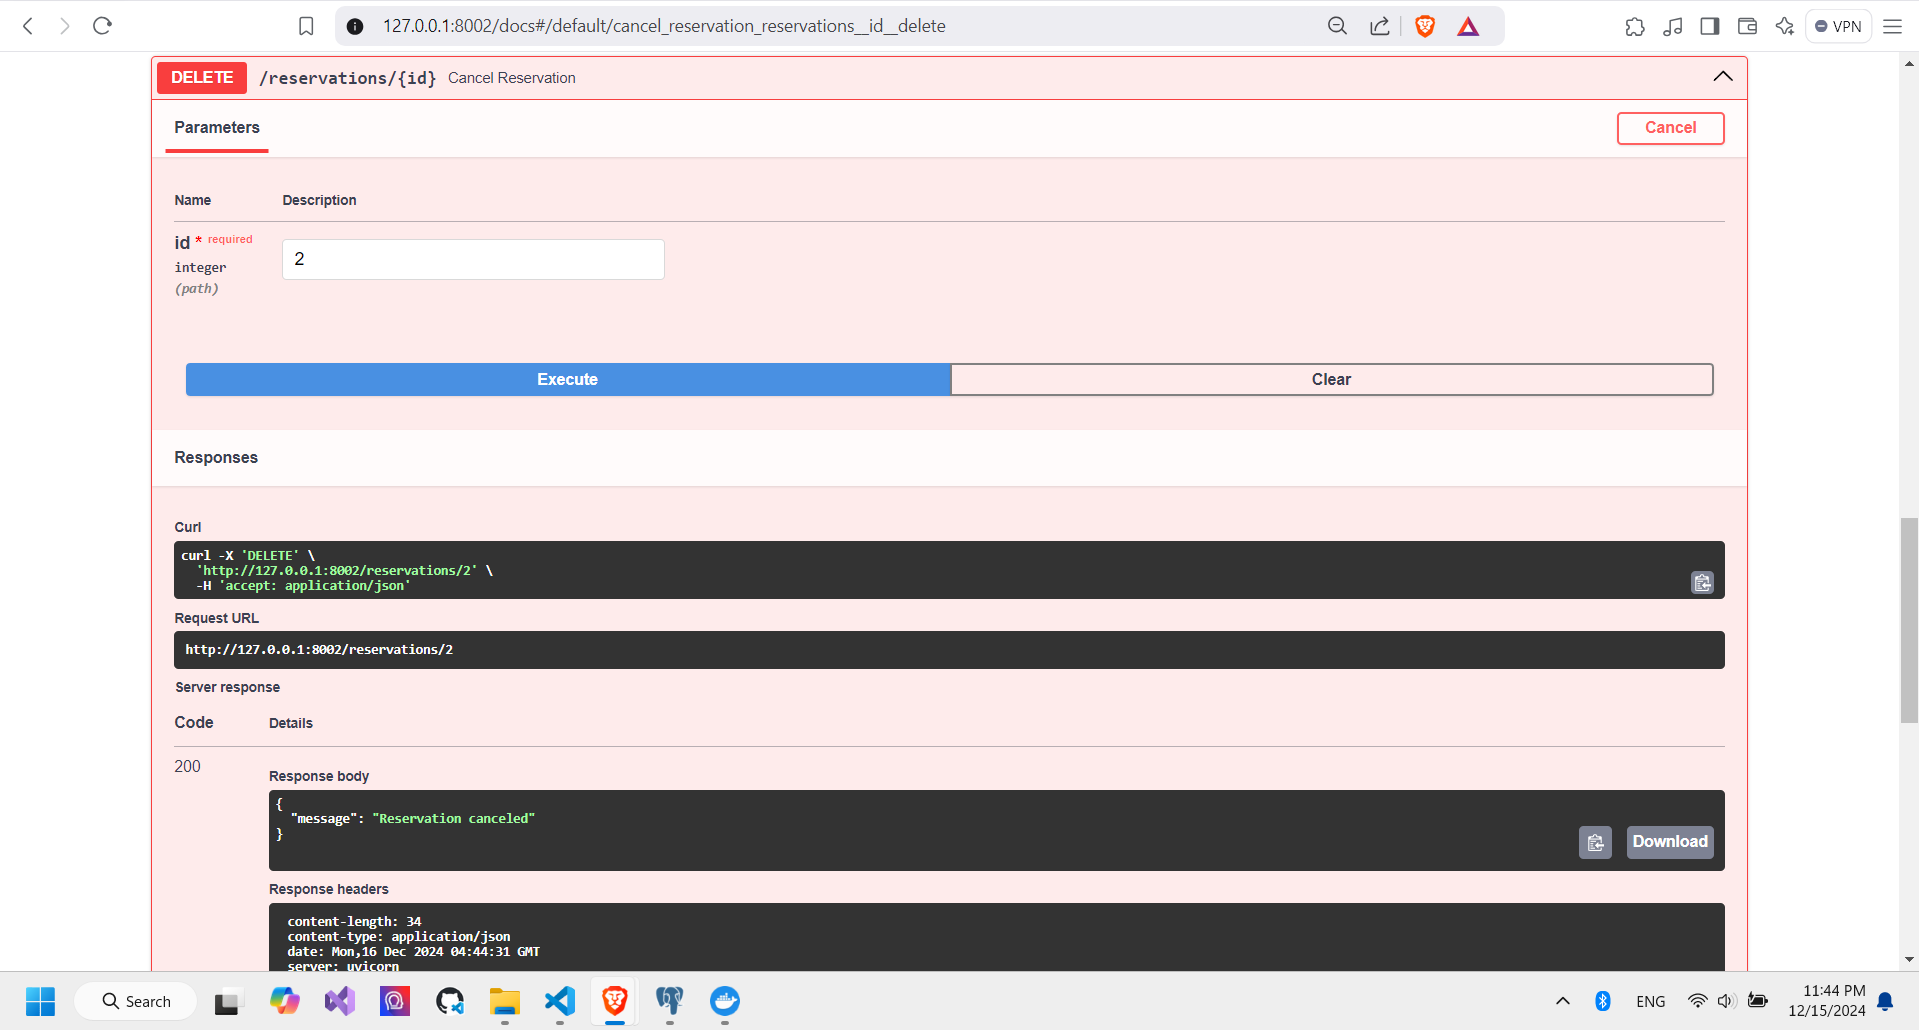 127.0.0.1:8002/docs#/default/cancel_reservation_reservations__id__delete
VPN
DELETE /reservations/{id} Cancel Reservation
Parameters
Cancel
Name Description
id * required
integer
(path)
2
Execute
Clear
Responses
Curl
curl -X 'DELETE' \
  'http://127.0.0.1:8002/reservations/2' \
  -H 'accept: application/json'
Request URL
http://127.0.0.1:8002/reservations/2
Server response
Code Details
200
Response body
{
  "message": "Reservation canceled"
}
Download
Response headers
content-length: 34
content-type: application/json
date: Mon,16 Dec 2024 04:44:31 GMT
server: uvicorn
Search
ENG
11:44 PM
12/15/2024